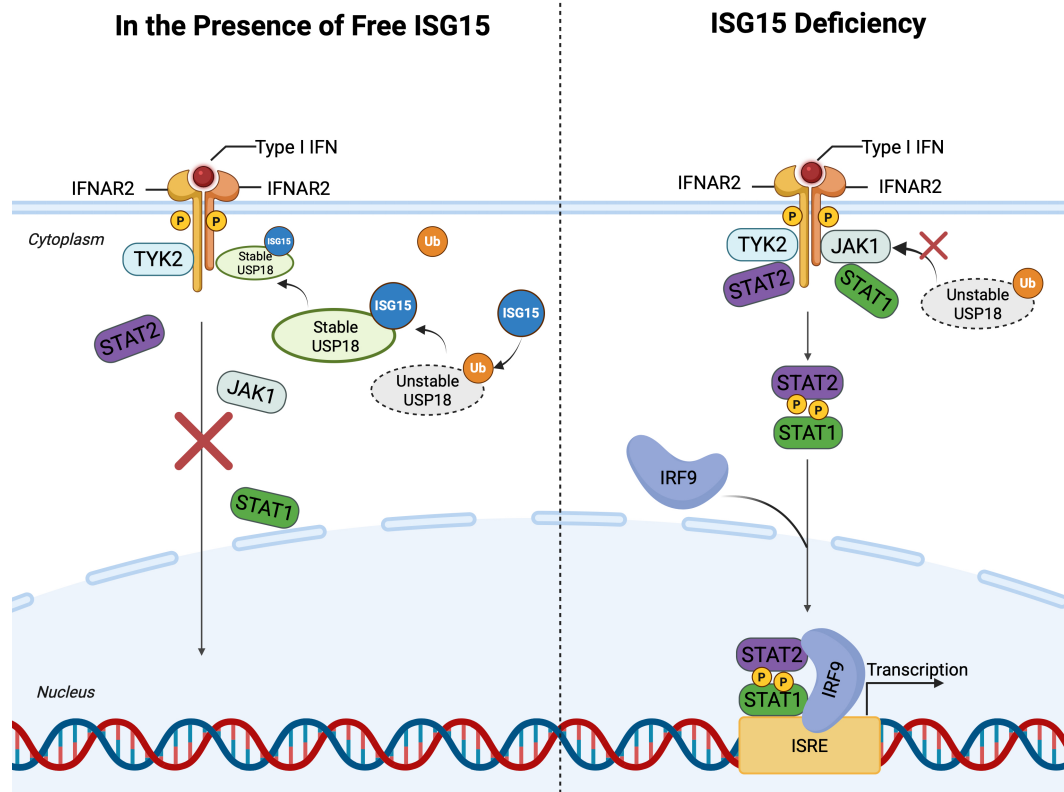 In the Presence of Free ISG15
ISG15 Deficiency
Type I IFN
IFNAR2
IFNAR2
P
P
Cytoplasm
TYK2
ISG15
Stable
USP18
Ub
STAT2
ISG15
Stable
USP18
ISG15
Ub
Unstable
USP18
JAK1
STAT1
Nucleus
Type I IFN
IFNAR2
IFNAR2
P
P
TYK2
JAK1
STAT2
STAT1
Ub
Unstable
USP18
STAT2
P
P
STAT1
IRF9
STAT2
P
P
STAT1
IRF9
Transcription
ISRE